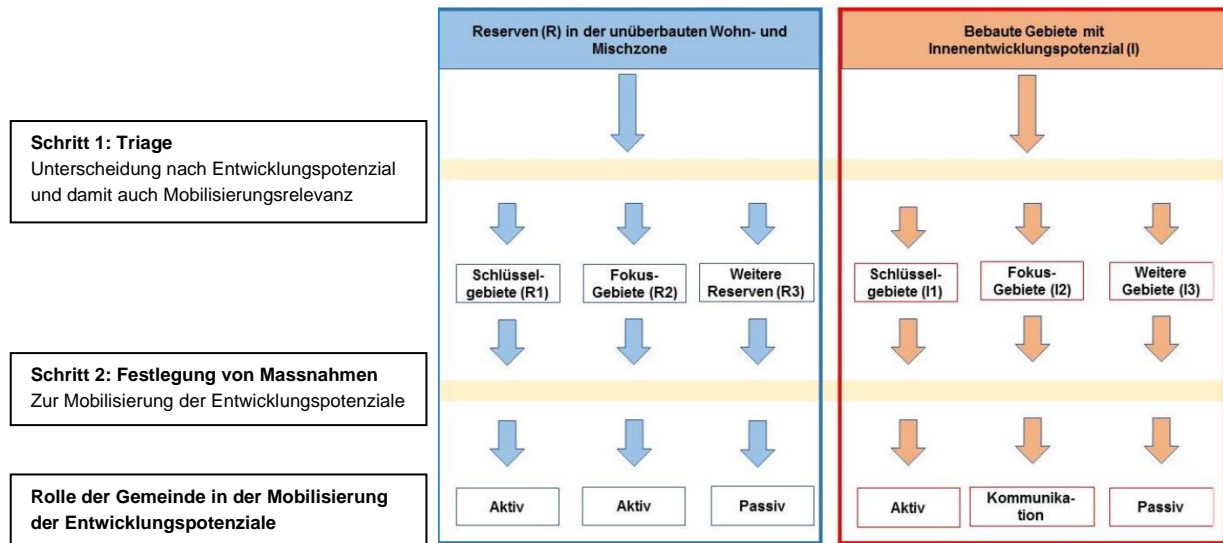 Reserven (R) in der unüberbauten Wohn- und
Mischzone
Bebaute Gebiete mit
Innenentwicklungspotenzial (I)
Schritt 1: Triage
Unterscheidung nach Entwicklungspotenzial
und damit auch Mobilisierungsrelevanz
Schlüssel-
gebiete (R1)
Fokus-
Gebiete (R2)
Weitere
Reserven (R3)
Schlüssel-
gebiete (I1)
Fokus-
Gebiete (I2)
Weitere
Gebiete (I3)
Schritt 2: Festlegung von Massnahmen
Zur Mobilisierung der Entwicklungspotenziale
Rolle der Gemeinde in der Mobilisierung
der Entwicklungspotenziale
Aktiv
Aktiv
Passiv
Aktiv
Kommunika-
tion
Passiv